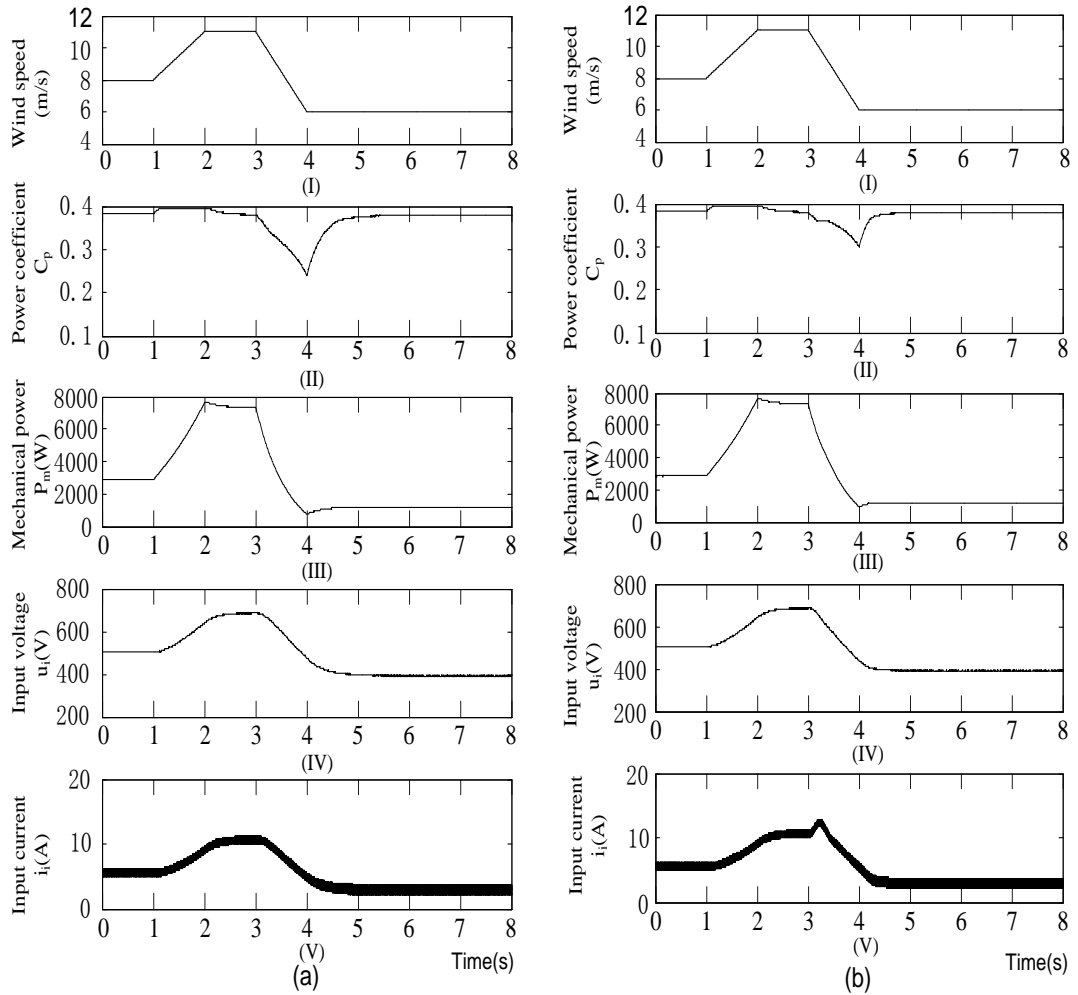 12
10
8
6
4
Wind speed
(m/s)
0 1 2 3 4 5 6 7 8
(I)
0.4
0.3
0.2
0.1
Power coefficient
Cp
0 1 2 3 4 5 6 7 8
(II)
8000
6000
4000
2000
0
Mechanical power
Pm(W)
0 1 2 3 4 5 6 7 8
(III)
800
600
400
200
Input voltage
ui(V)
0 1 2 3 4 5 6 7 8
(IV)
20
10
0
Input current
ii(A)
0 1 2 3 4 5 6 7 8
(V)
Time(s)
(a)
12
10
8
6
4
Wind speed
(m/s)
0 1 2 3 4 5 6 7 8
(I)
0.4
0.3
0.2
0.1
Power coefficient
Cp
0 1 2 3 4 5 6 7 8
(II)
8000
6000
4000
2000
0
Mechanical power
Pm(W)
0 1 2 3 4 5 6 7 8
(III)
800
600
400
200
Input voltage
ui(V)
0 1 2 3 4 5 6 7 8
(IV)
20
10
0
Input current
ii(A)
0 1 2 3 4 5 6 7 8
(V)
Time(s)
(b)